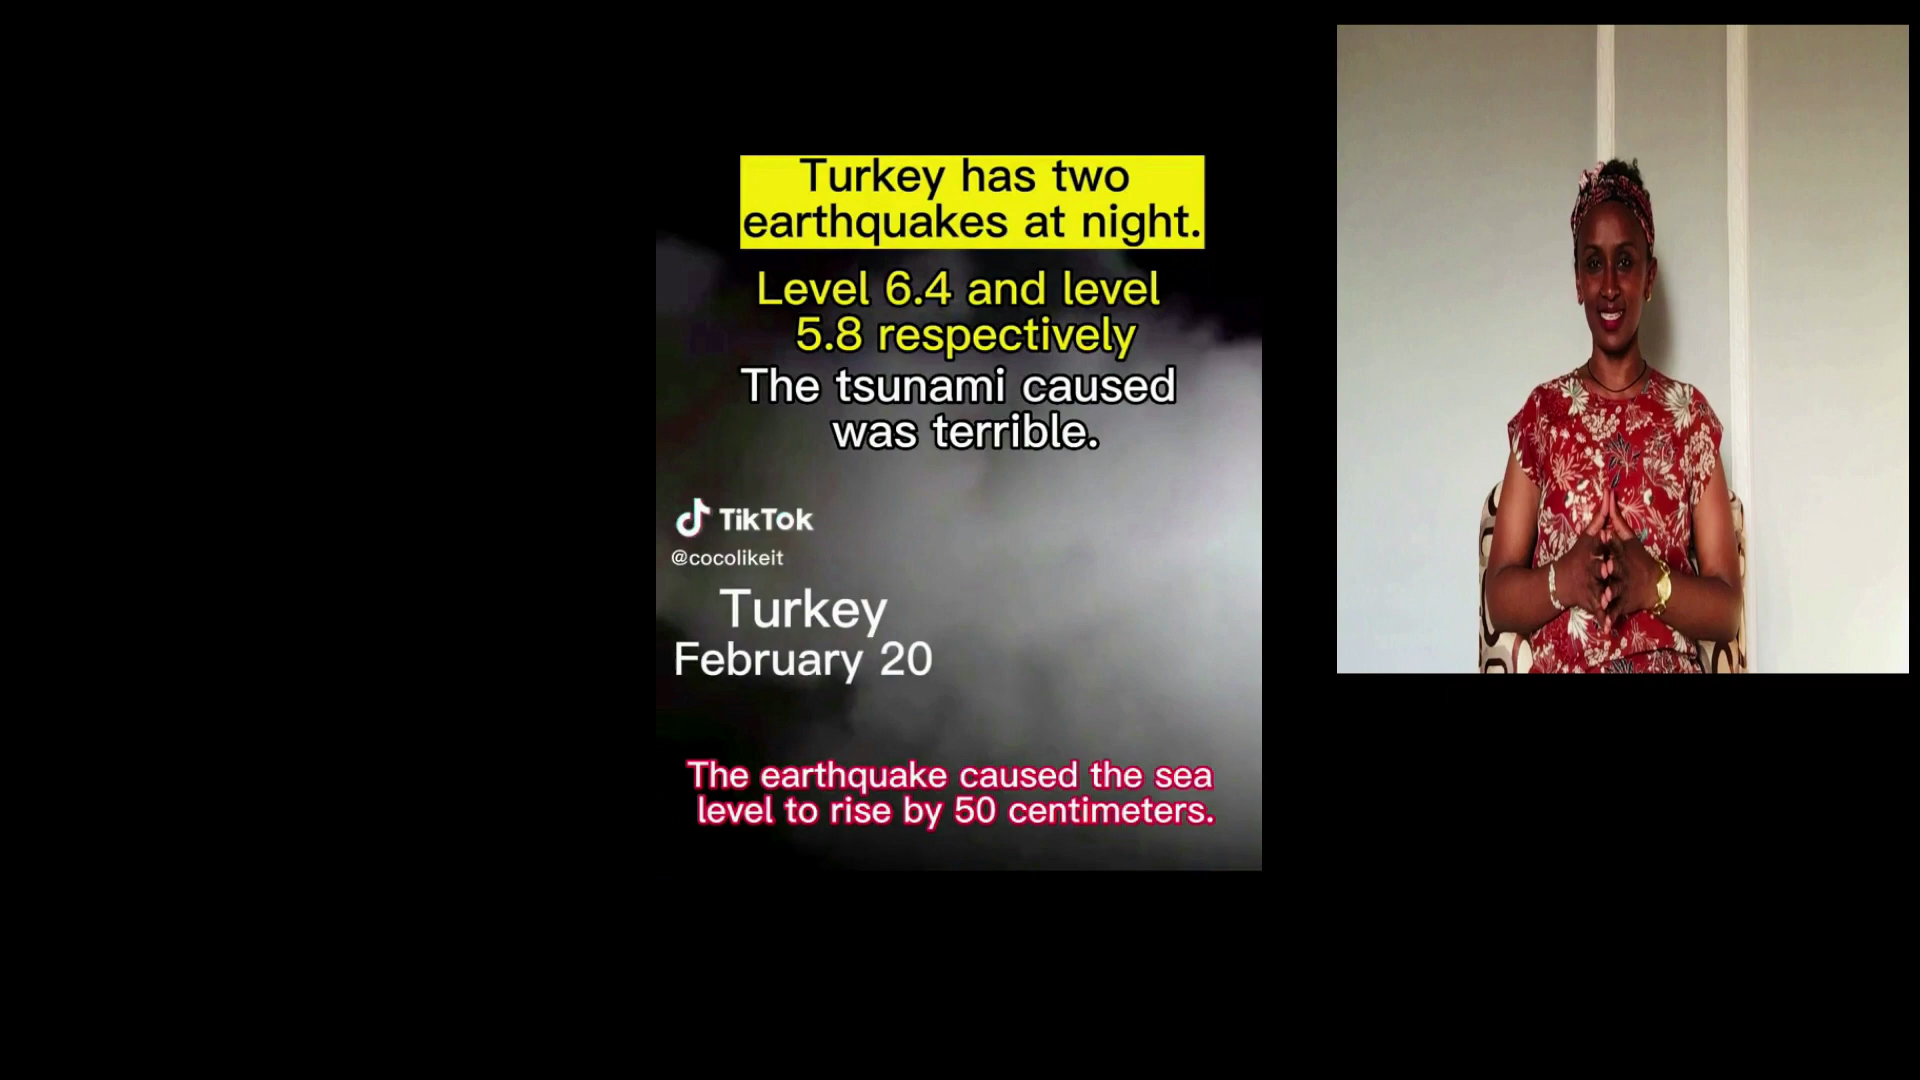 Turkey has two
earthquakes at night.
Level 6.4 and level
5.8 respectively
The tsunami caused
was terrible.
TikTok
@cocolikeit
Turkey
February 20
The earthquake caused the sea
level to rise by 50 centimeters.